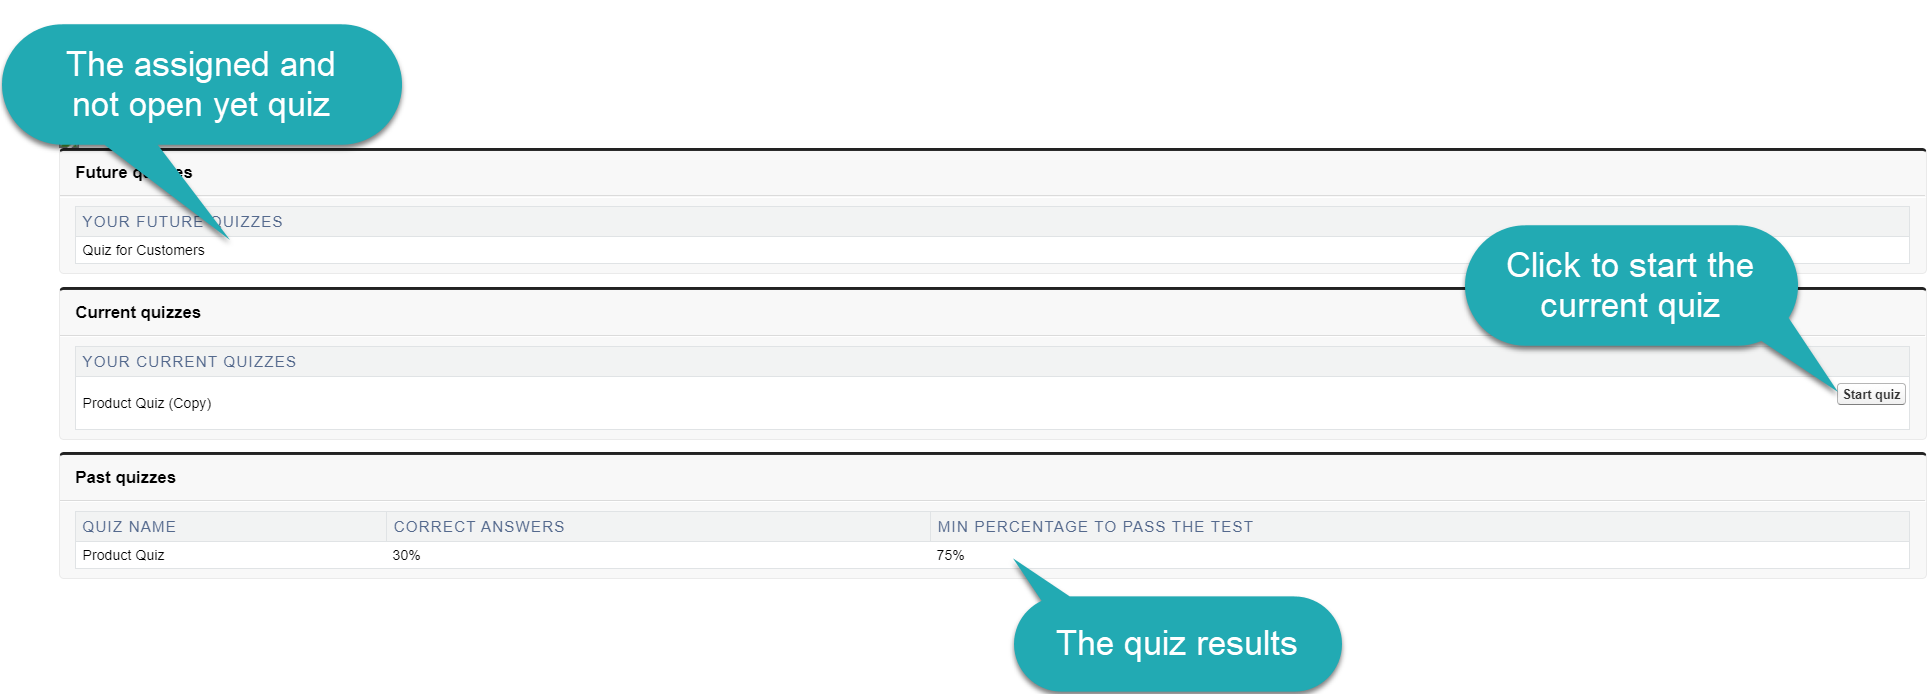 The assigned and
not open yet quiz
Future quizzes
YOUR FUTURE QUIZZES
Quiz for Customers
Click to start the
current quiz
Current quizzes
YOUR CURRENT QUIZZES
Product Quiz (Copy)
Start quiz
Past quizzes
QUIZ NAME CORRECT ANSWERS MIN PERCENTAGE TO PASS THE TEST
Product Quiz 30% 75%
The quiz results